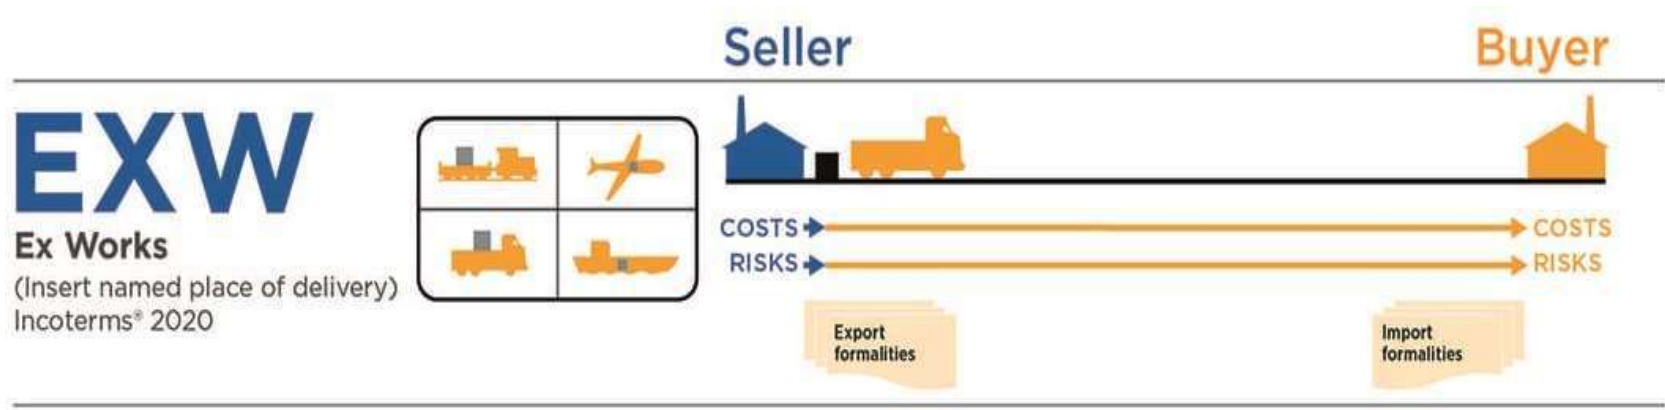 Seller
Buyer
EXW
Ex Works
(Insert named place of delivery)
Incoterms® 2020
COSTS
COSTS
RISKS
RISKS
Export
formalities
Import
formalities